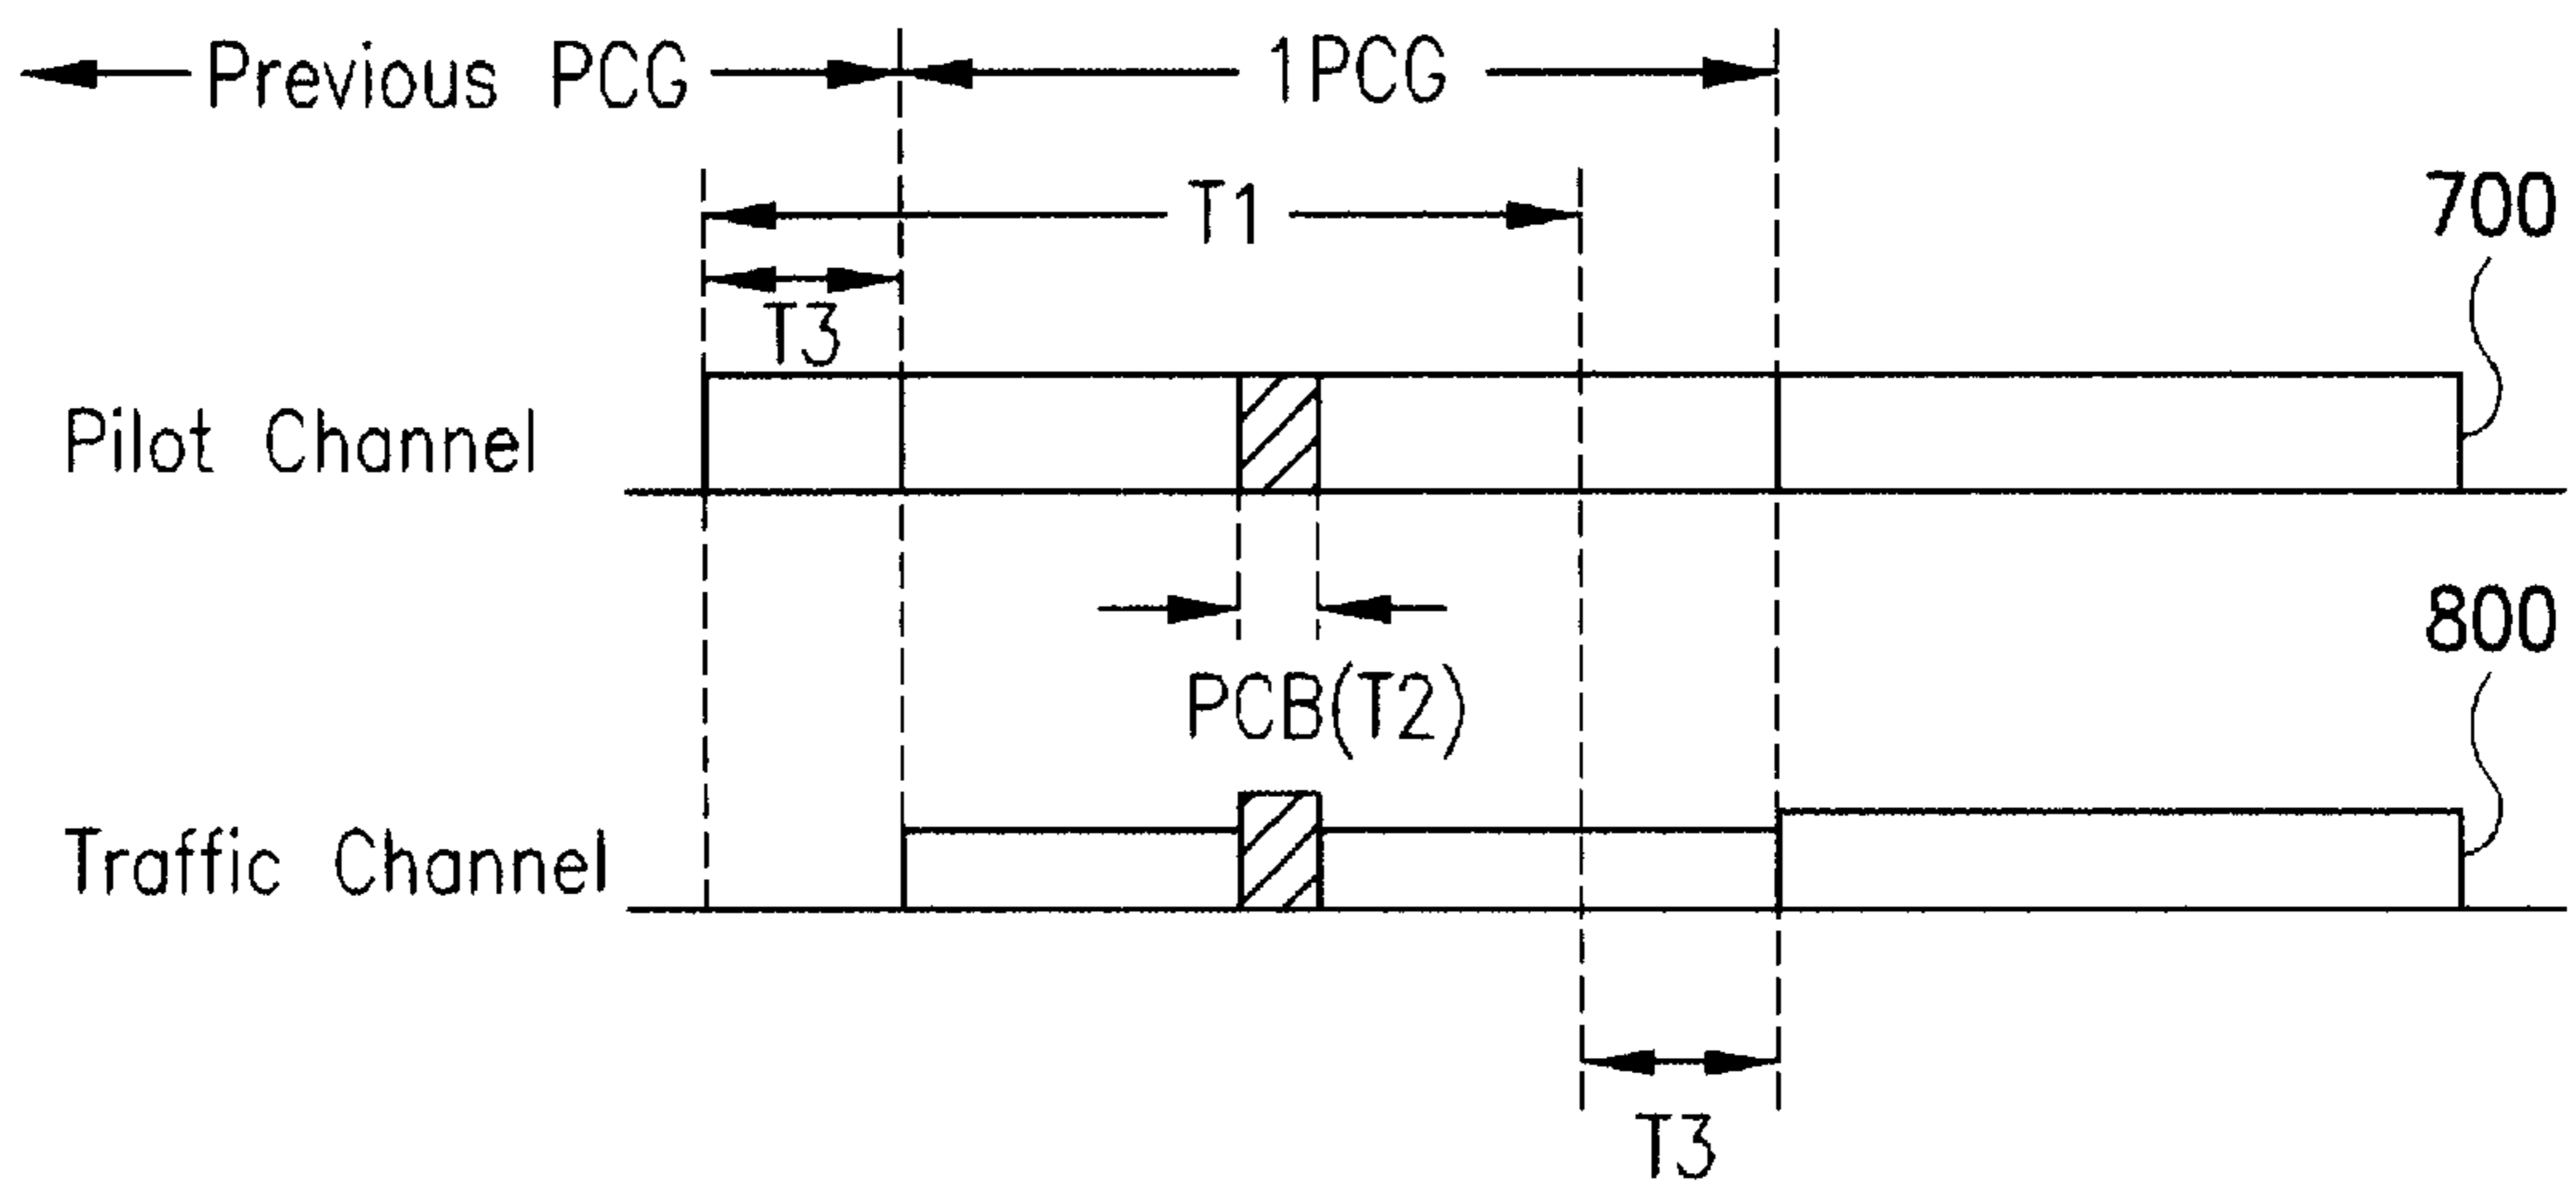 Previous PCG
1PCG
T1
700
T3
Pilot Channel
800
PCB(T2)
Traffic Channel
T3